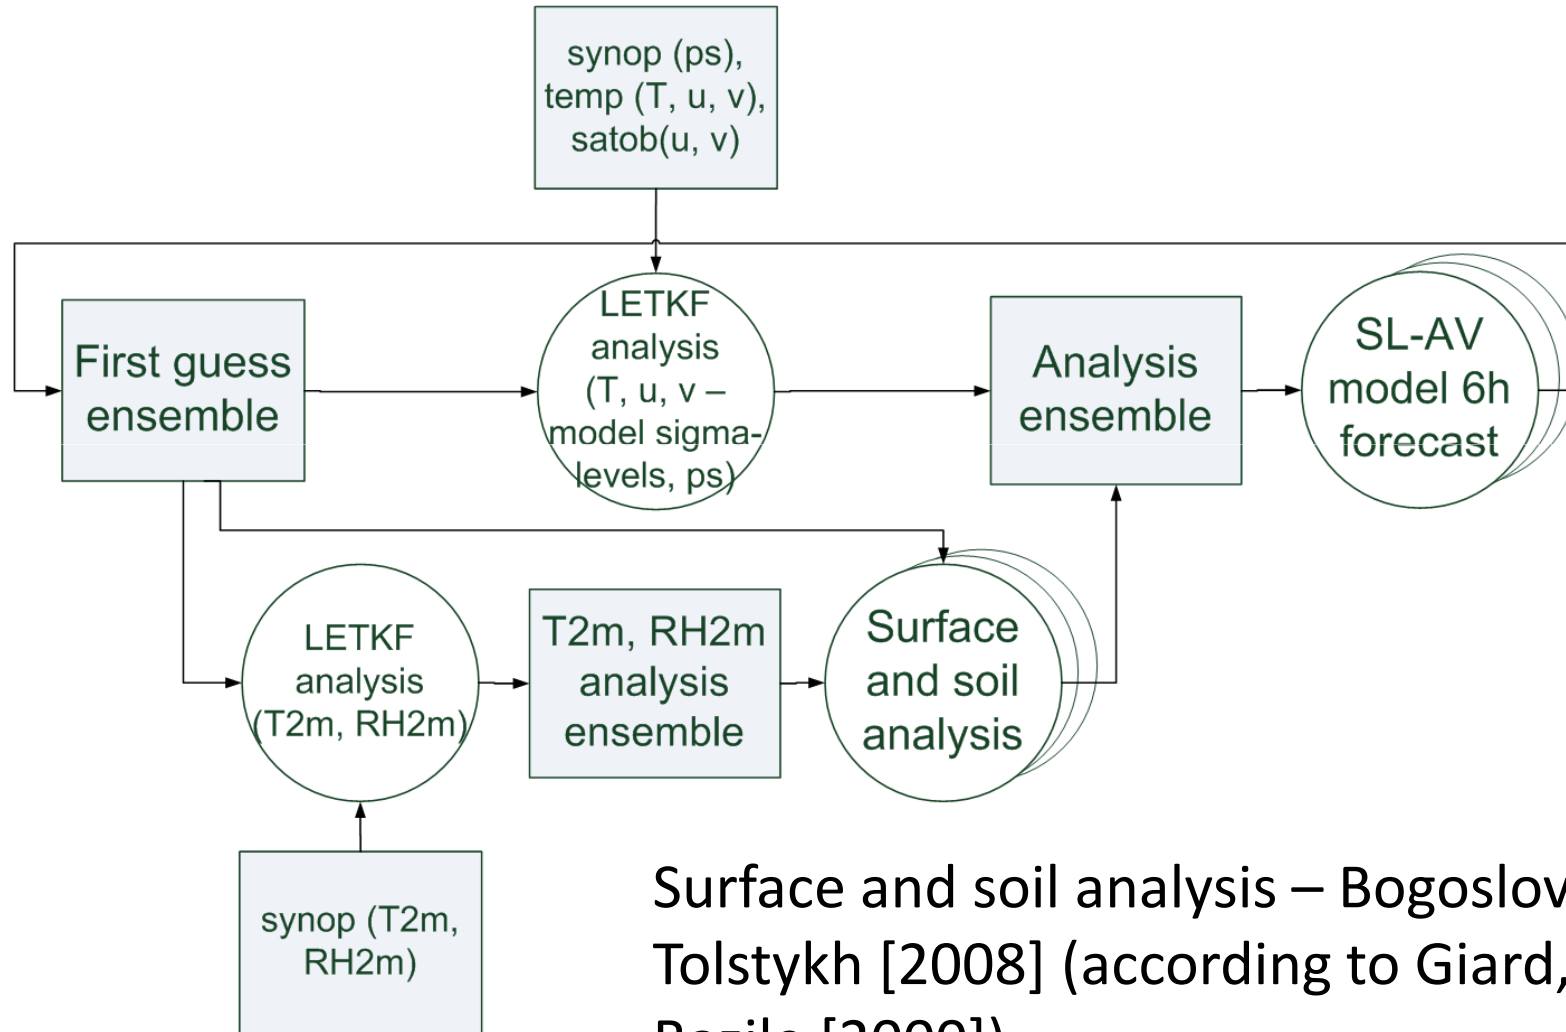 synop (ps),
temp (T, u, v),
satob(u, v)
First guess
ensemble
LETKF
analysis
(T, u, v –
model sigma-
levels, ps)
Analysis
ensemble
SL-AV
model 6h
forecast
LETKF
analysis
(T2m, RH2m)
T2m, RH2m
analysis
ensemble
Surface
and soil
analysis
synop (T2m,
RH2m)
Surface and soil analysis – Bogoslov
Tolstykh [2008] (according to Giard,